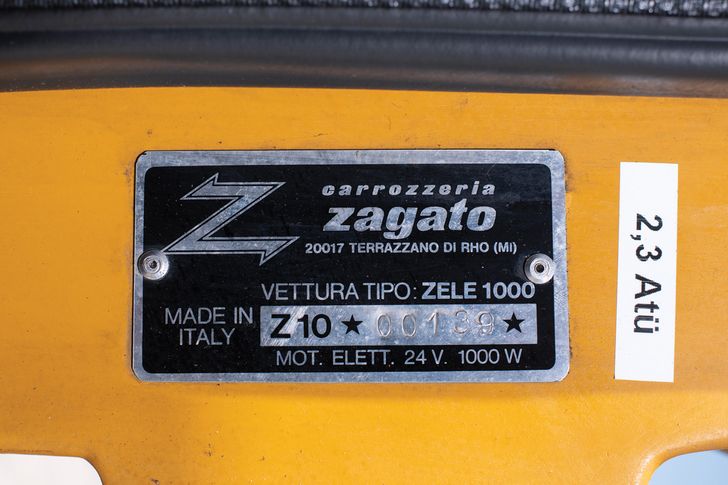 carrozzeria
zagato
20017 TERRAZZANO DI RHO (MI)
VETTURA TIPO: ZELE 1000
MADE IN
ITALY
Z10 ★ 00139 ★
MOT. ELETT. 24 V. 1000 W
2,3 Atü